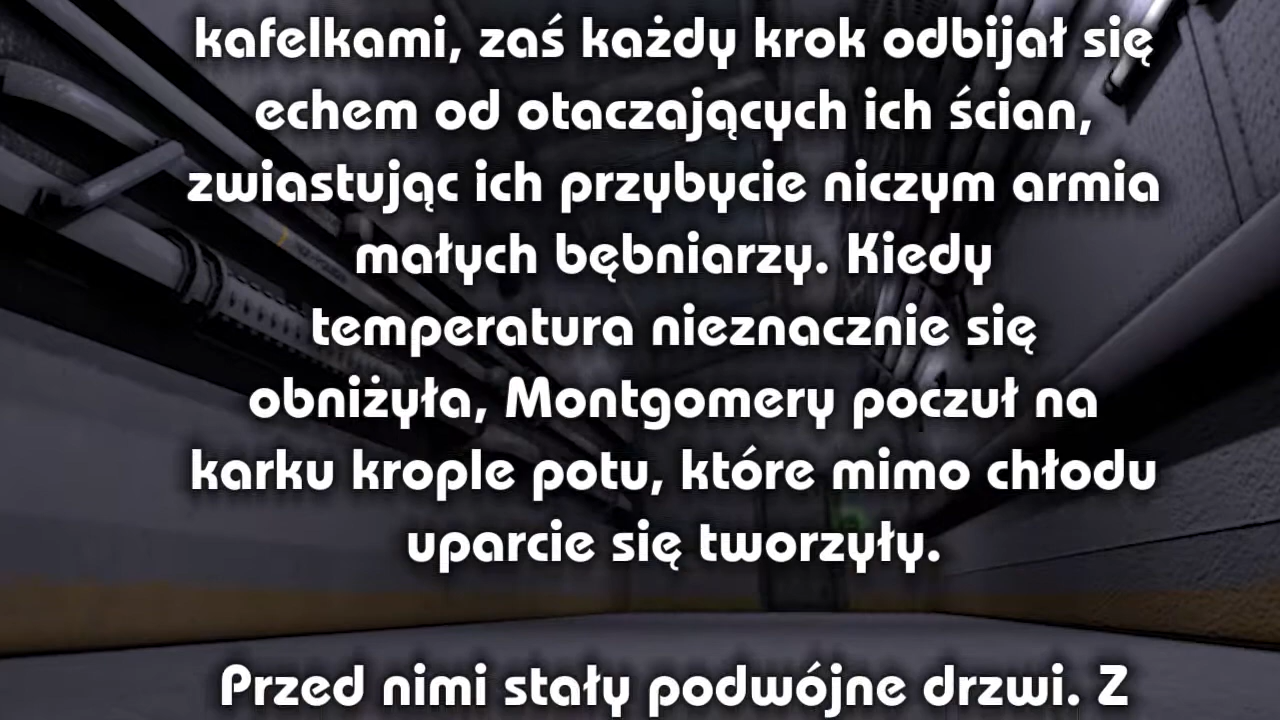 kafelkami, zaś każdy krok odbijał się
echem od otaczających ich ścian,
zwiastując ich przybycie niczym armia
małych bębniarzy. Kiedy
temperatura nieznacznie się
obniżyła, Montgomery poczuł na
karku krople potu, które mimo chłodu
uparcie się tworzyły.
Przed nimi stały podwójne drzwi. Z